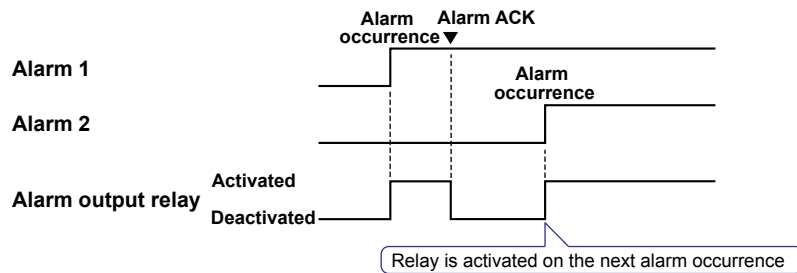 Alarm occurrence
Alarm ACK
Alarm 1
Alarm occurrence
Alarm 2
Alarm output relay
Activated
Deactivated
Relay is activated on the next alarm occurrence